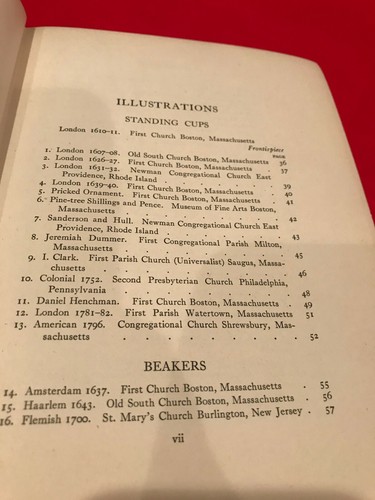 ILLUSTRATIONS
STANDING CUPS
London 1610-11. First Church Boston, Massachusetts
Frontispiece
PAGE
1. London 1607-08. Old South Church Boston, Massachusetts 36
2. London 1626-27. First Church Boston, Massachusetts . 37
3. London 1631-32. Newman Congregational Church East
Providence, Rhode Island . . . . . 39
4. London 1639-40. First Church Boston, Massachusetts . 40
5. Pricked Ornament. First Church Boston, Massachusetts . 41
6. Pine-tree Shillings and Pence. Museum of Fine Arts Boston,
Massachusetts . . . . . . . 42
7. Sanderson and Hull. Newman Congregational Church East
Providence, Rhode Island . . . . . 43
8. Jeremiah Dummer. First Congregational Parish Milton,
Massachusetts . . . . . . . 45
9. I. Clark. First Parish Church (Universalist) Saugus, Massa-
chusetts . . . . . . . . 46
10. Colonial 1752. Second Presbyterian Church Philadelphia,
Pennsylvania . . . . . . . 48
11. Daniel Henchman. First Church Boston, Massachusetts . 49
12. London 1781-82. First Parish Watertown, Massachusetts 51
13. American 1796. Congregational Church Shrewsbury, Mas-
sachusetts . . . . . . . 52
BEAKERS
14. Amsterdam 1637. First Church Boston, Massachusetts . 55
15. Haarlem 1643. Old South Church Boston, Massachusetts . 56
16. Flemish 1700. St. Mary's Church Burlington, New Jersey . 57
vii